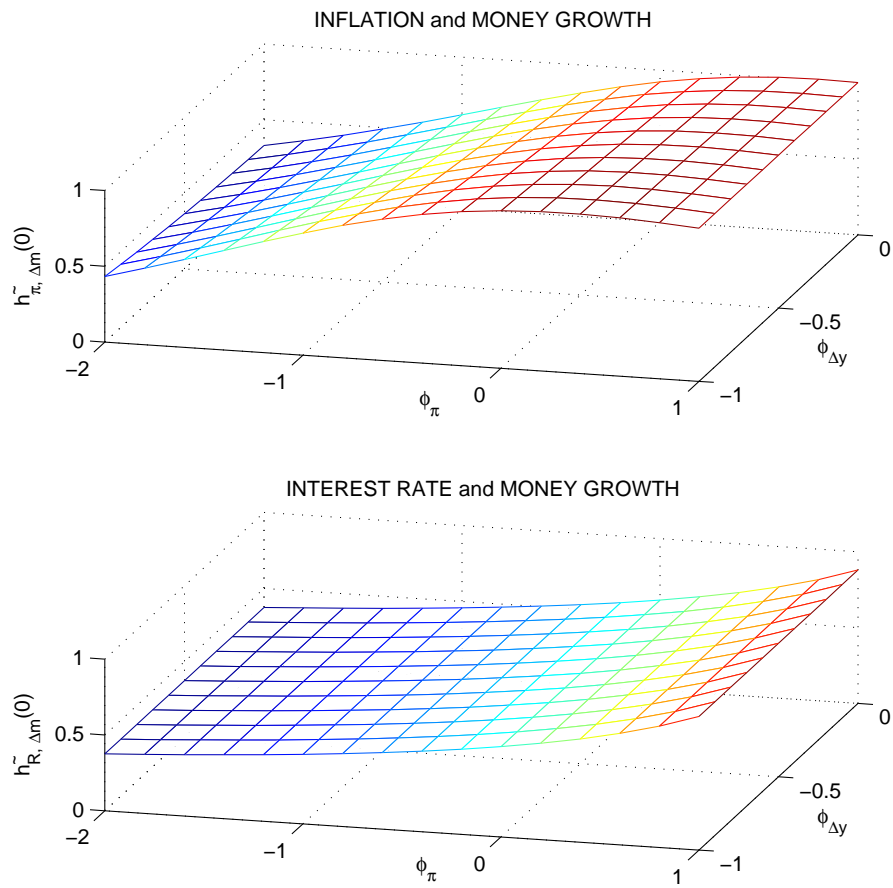 INFLATION and MONEY GROWTH
1
0.5
0
h~π, Δm(0)
−2
−1
0
1
ϕπ
−1
−0.5
0
ϕΔy
INTEREST RATE and MONEY GROWTH
1
0.5
0
h~R, Δm(0)
−2
−1
0
1
ϕπ
−1
−0.5
0
ϕΔy